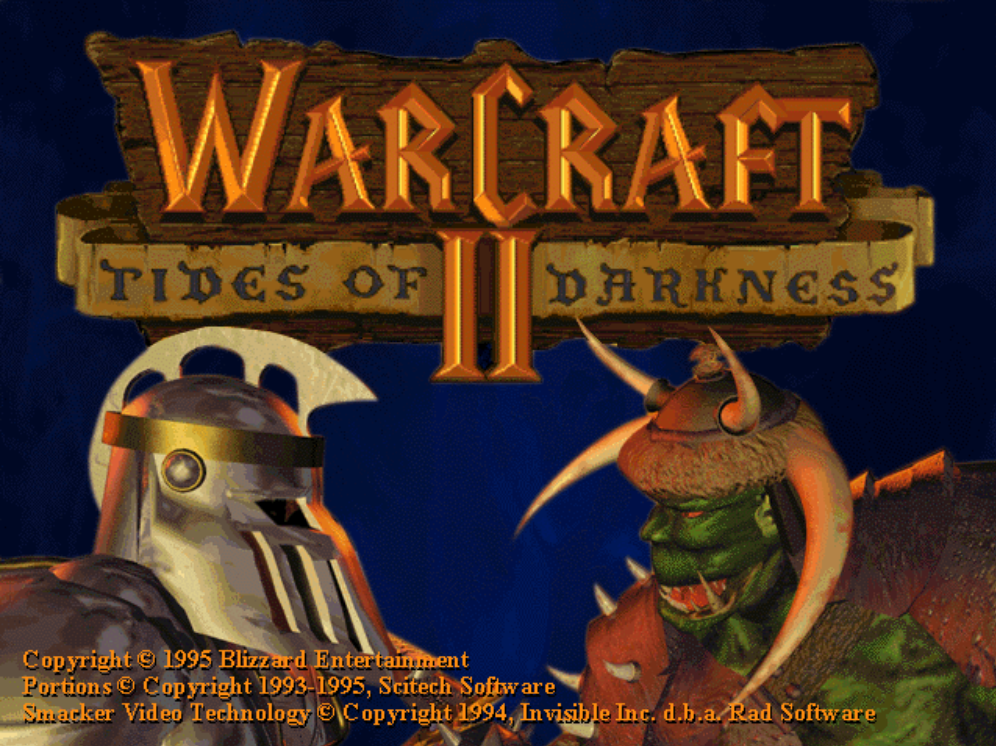 WARCRAFT
II
TIDES OF DARKNESS
Copyright © 1995 Blizzard Entertainment
Portions © Copyright 1993-1995, Scitech Software
Smacker Video Technology © Copyright 1994, Invisible Inc. d.b.a. Rad Software